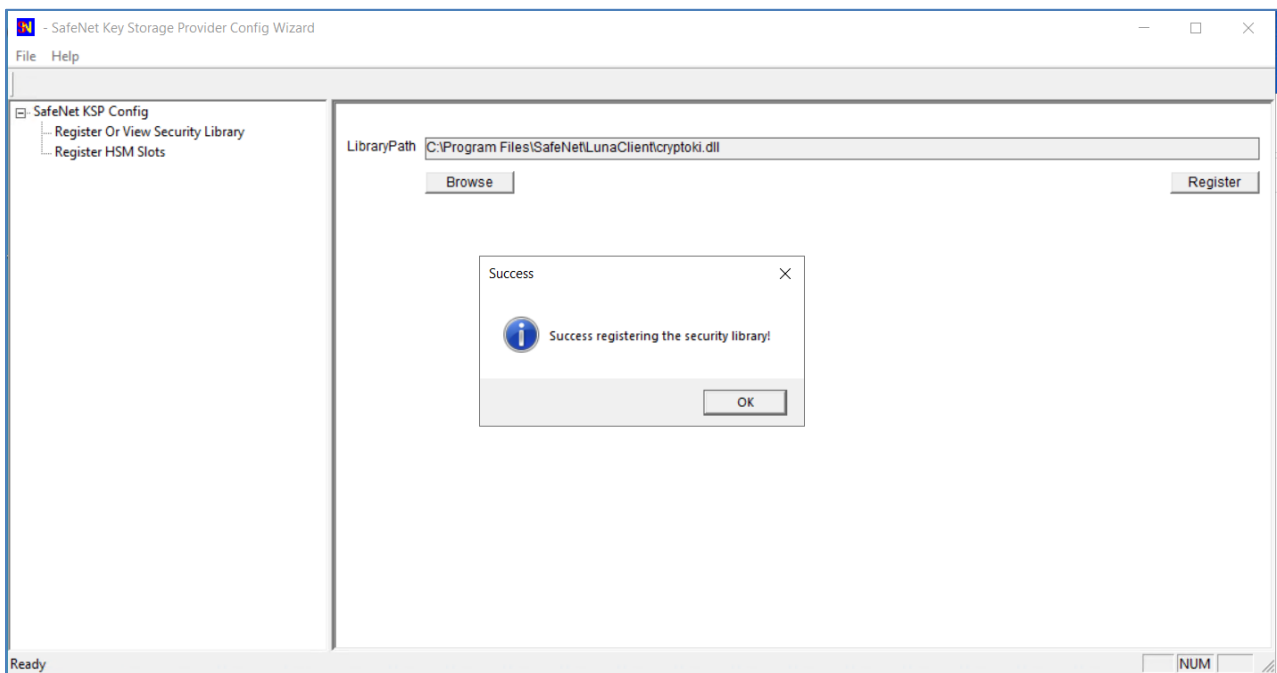 - SafeNet Key Storage Provider Config Wizard
File Help
SafeNet KSP Config
Register Or View Security Library
Register HSM Slots
LibraryPath C:\Program Files\SafeNet\LunaClient\cryptoki.dll
Browse Register
Success
Success registering the security library!
OK
Ready NUM